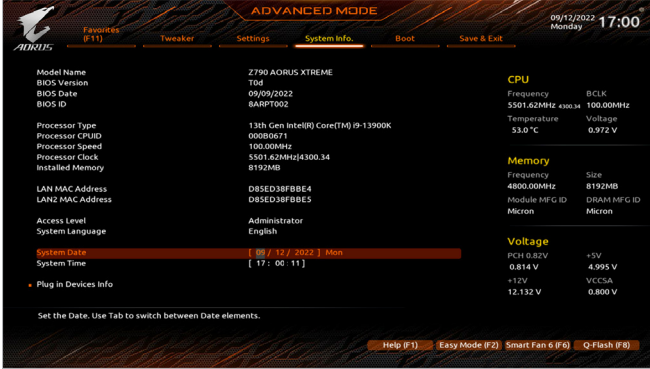 ADVANCED MODE
09/12/2022 Monday 17:00
AORUS
Favorites (F11) Tweaker Settings System Info. Boot Save & Exit
Model Name Z790 AORUS XTREME
BIOS Version T0d
BIOS Date 09/09/2022
BIOS ID 8ARPT002
Processor Type 13th Gen Intel(R) Core(TM) i9-13900K
Processor CPUID 000B0671
Processor Speed 100.00MHz
Processor Clock 5501.62MHz|4300.34
Installed Memory 8192MB
LAN MAC Address D85ED38FBBE4
LAN2 MAC Address D85ED38FBBE5
Access Level Administrator
System Language English
System Date [ 09 / 12 / 2022 ] Mon
System Time [ 17 : 00 : 11 ]
Plug in Devices Info
Set the Date. Use Tab to switch between Date elements.
CPU
Frequency BCLK
5501.62MHz 4300.34 100.00MHz
Temperature Voltage
53.0 °C 0.972 V
Memory
Frequency Size
4800.00MHz 8192MB
Module MFG ID DRAM MFG ID
Micron Micron
Voltage
PCH 0.82V +5V
0.814 V 4.995 V
+12V VCCSA
12.132 V 0.800 V
Help (F1) Easy Mode (F2) Smart Fan 6 (F6) Q-Flash (F8)